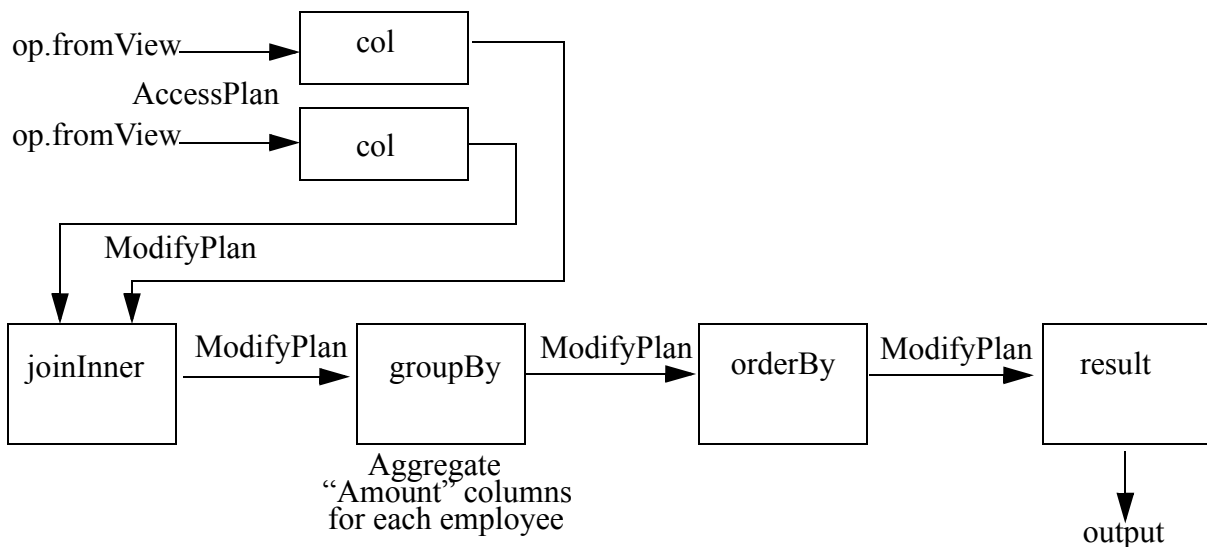 op.fromView
col
AccessPlan
op.fromView
col
ModifyPlan
joinInner
ModifyPlan
groupBy
ModifyPlan
orderBy
ModifyPlan
result
Aggregate
“Amount” columns
for each employee
output